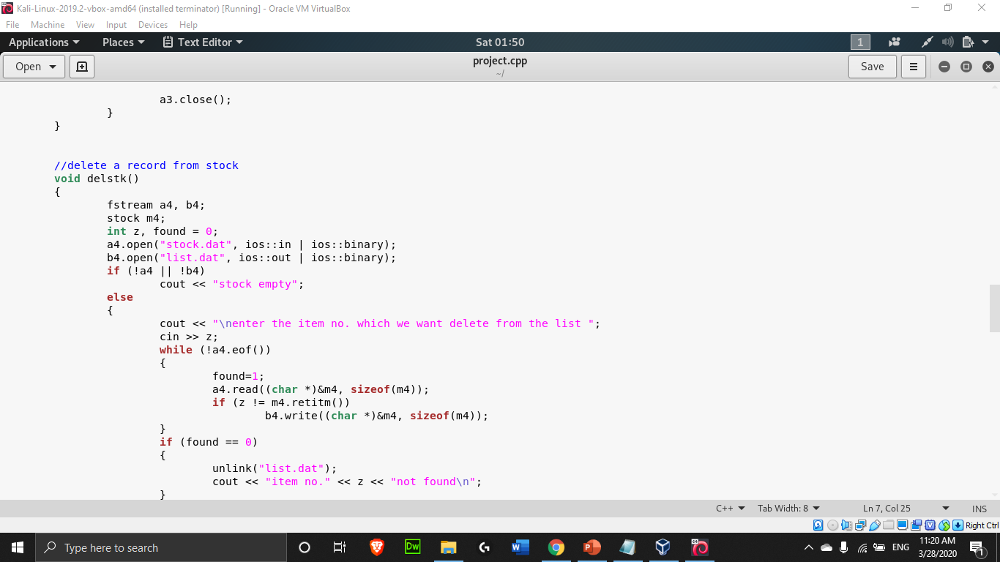 Kali-Linux-2019.2-vbox-amd64 (installed terminator) [Running] - Oracle VM VirtualBox
File Machine View Input Devices Help
Applications Places Text Editor Sat 01:50 1
Open project.cpp Save
~/
a3.close();
}
}
//delete a record from stock
void delstk()
{
fstream a4, b4;
stock m4;
int z, found = 0;
a4.open("stock.dat", ios::in | ios::binary);
b4.open("list.dat", ios::out | ios::binary);
if (!a4 || !b4)
cout << "stock empty";
else
{
cout << "\nenter the item no. which we want delete from the list ";
cin >> z;
while (!a4.eof())
{
found=1;
a4.read((char *)&m4, sizeof(m4));
if (z != m4.retitm())
b4.write((char *)&m4, sizeof(m4));
}
if (found == 0)
{
unlink("list.dat");
cout << "item no." << z << "not found\n";
}
C++ Tab Width: 8 Ln 7, Col 25 INS
Right Ctrl
Type here to search Dw ENG 11:20 AM
3/28/2020 1